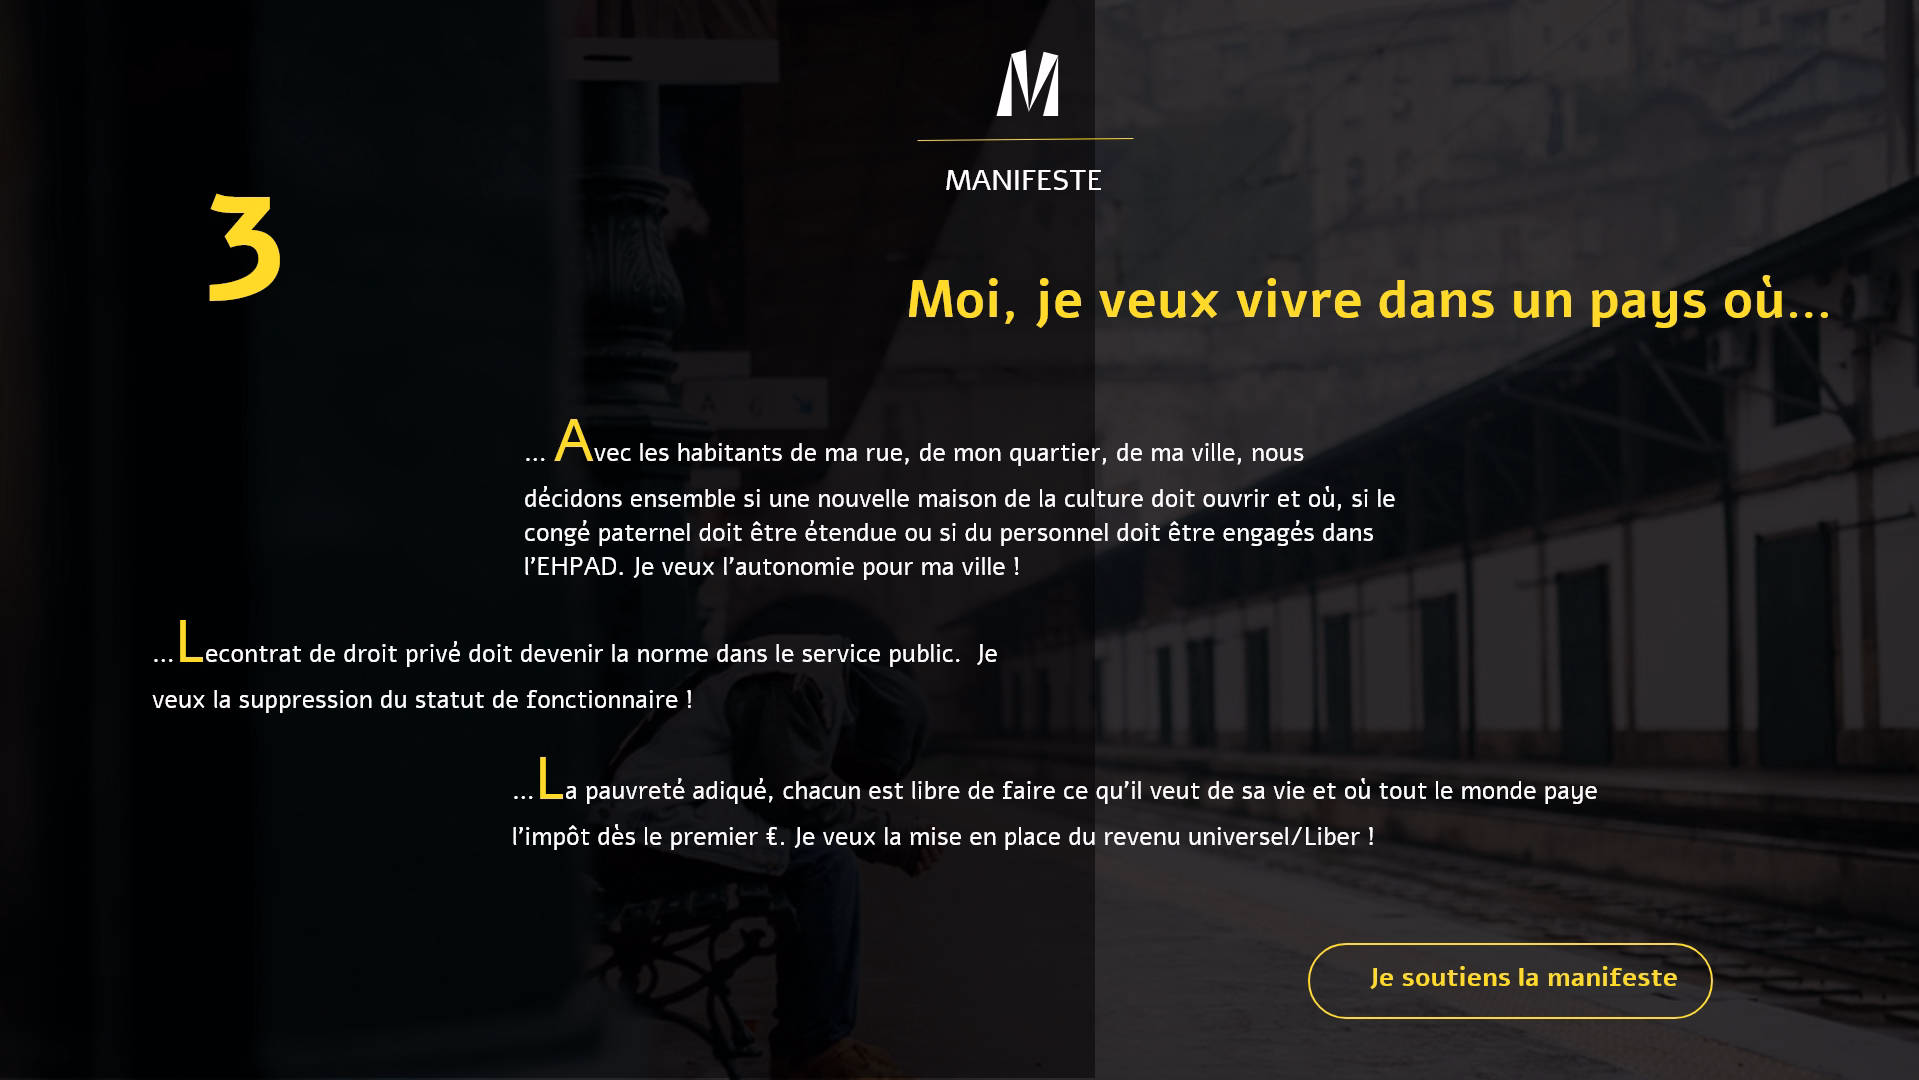 M
MANIFESTE
3
Moi, je veux vivre dans un pays où...
... Avec les habitants de ma rue, de mon quartier, de ma ville, nous
décidons ensemble si une nouvelle maison de la culture doit ouvrir et où, si le
congé paternel doit être étendue ou si du personnel doit être engagés dans
l'EHPAD. Je veux l'autonomie pour ma ville !
...Lecontrat de droit privé doit devenir la norme dans le service public.  Je
veux la suppression du statut de fonctionnaire !
...La pauvreté adiqué, chacun est libre de faire ce qu'il veut de sa vie et où tout le monde paye
l'impôt dès le premier €. Je veux la mise en place du revenu universel/Liber !
Je soutiens la manifeste